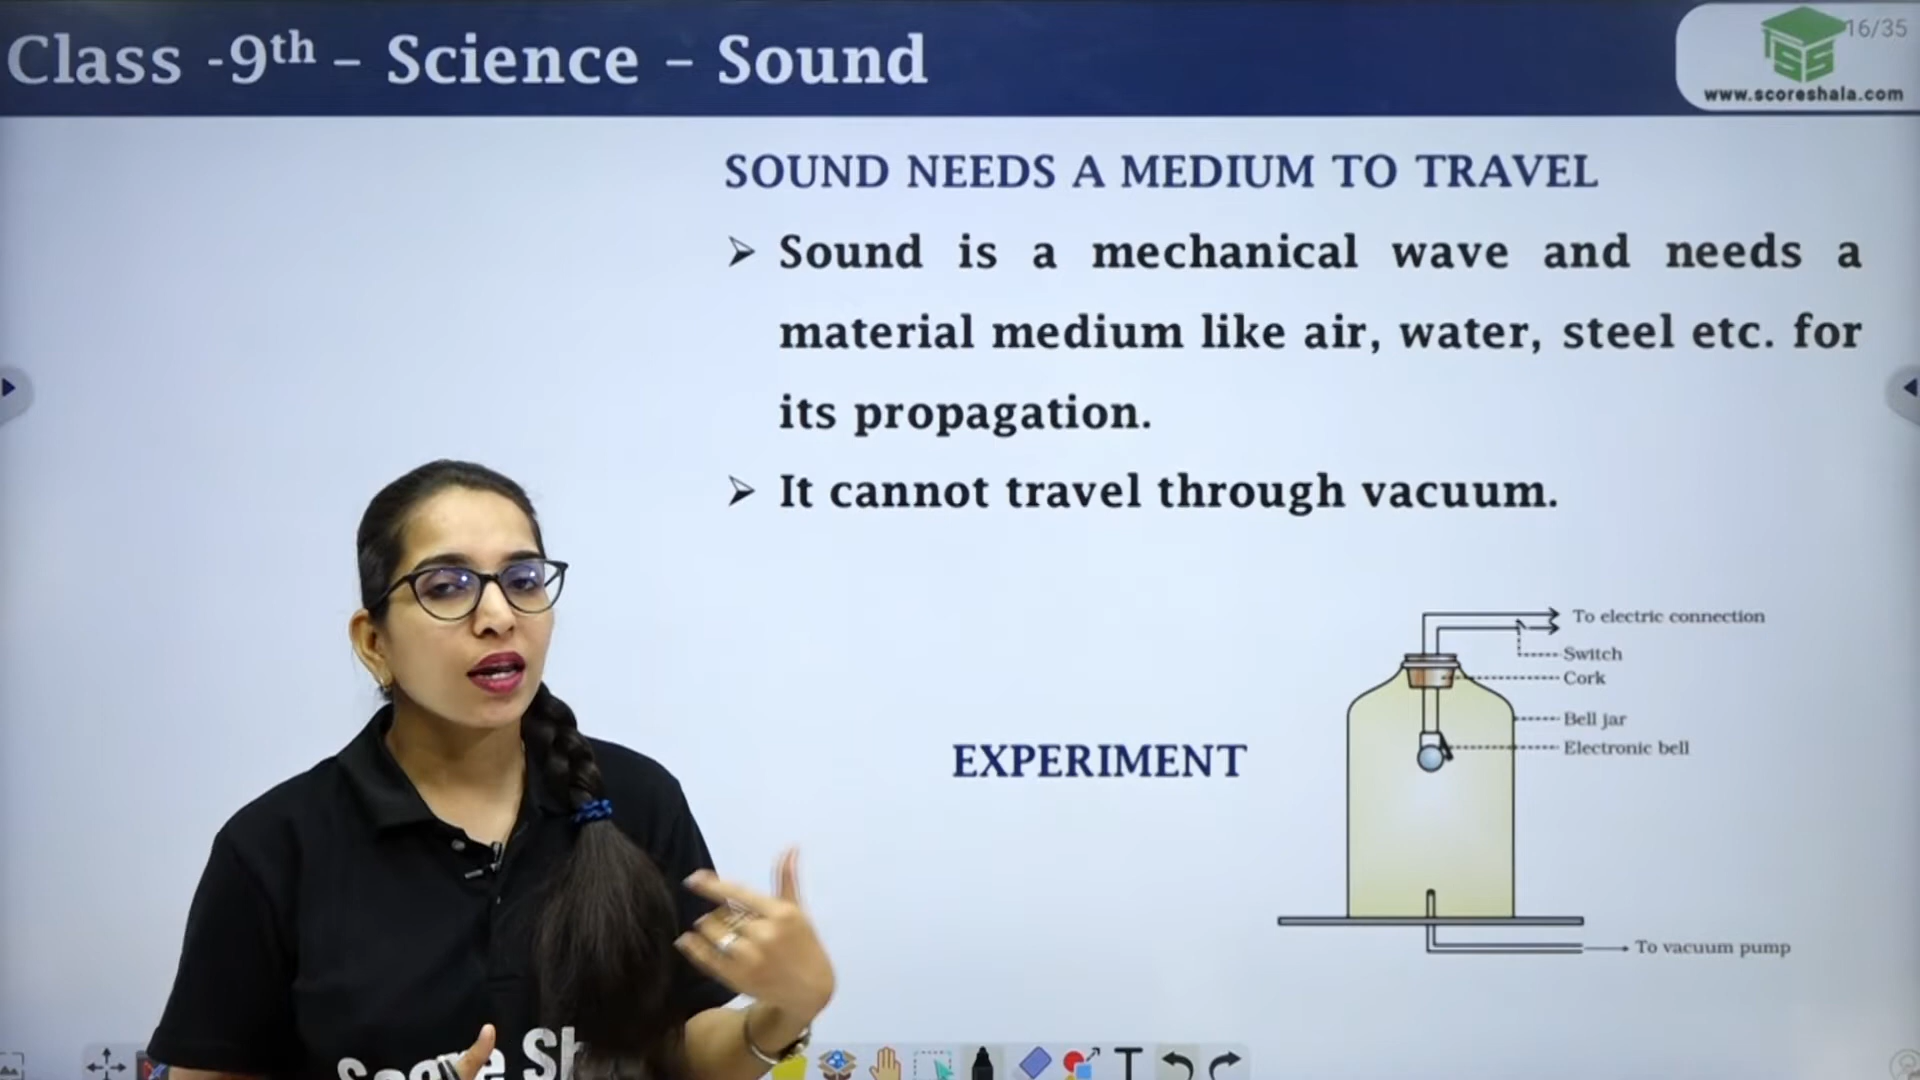 Class -9th – Science – Sound
16/35
SS
www.scoreshala.com
SOUND NEEDS A MEDIUM TO TRAVEL
➢ Sound is a mechanical wave and needs a
material medium like air, water, steel etc. for
its propagation.
➢ It cannot travel through vacuum.
To electric connection
Switch
Cork
Bell jar
Electronic bell
EXPERIMENT
To vacuum pump
T